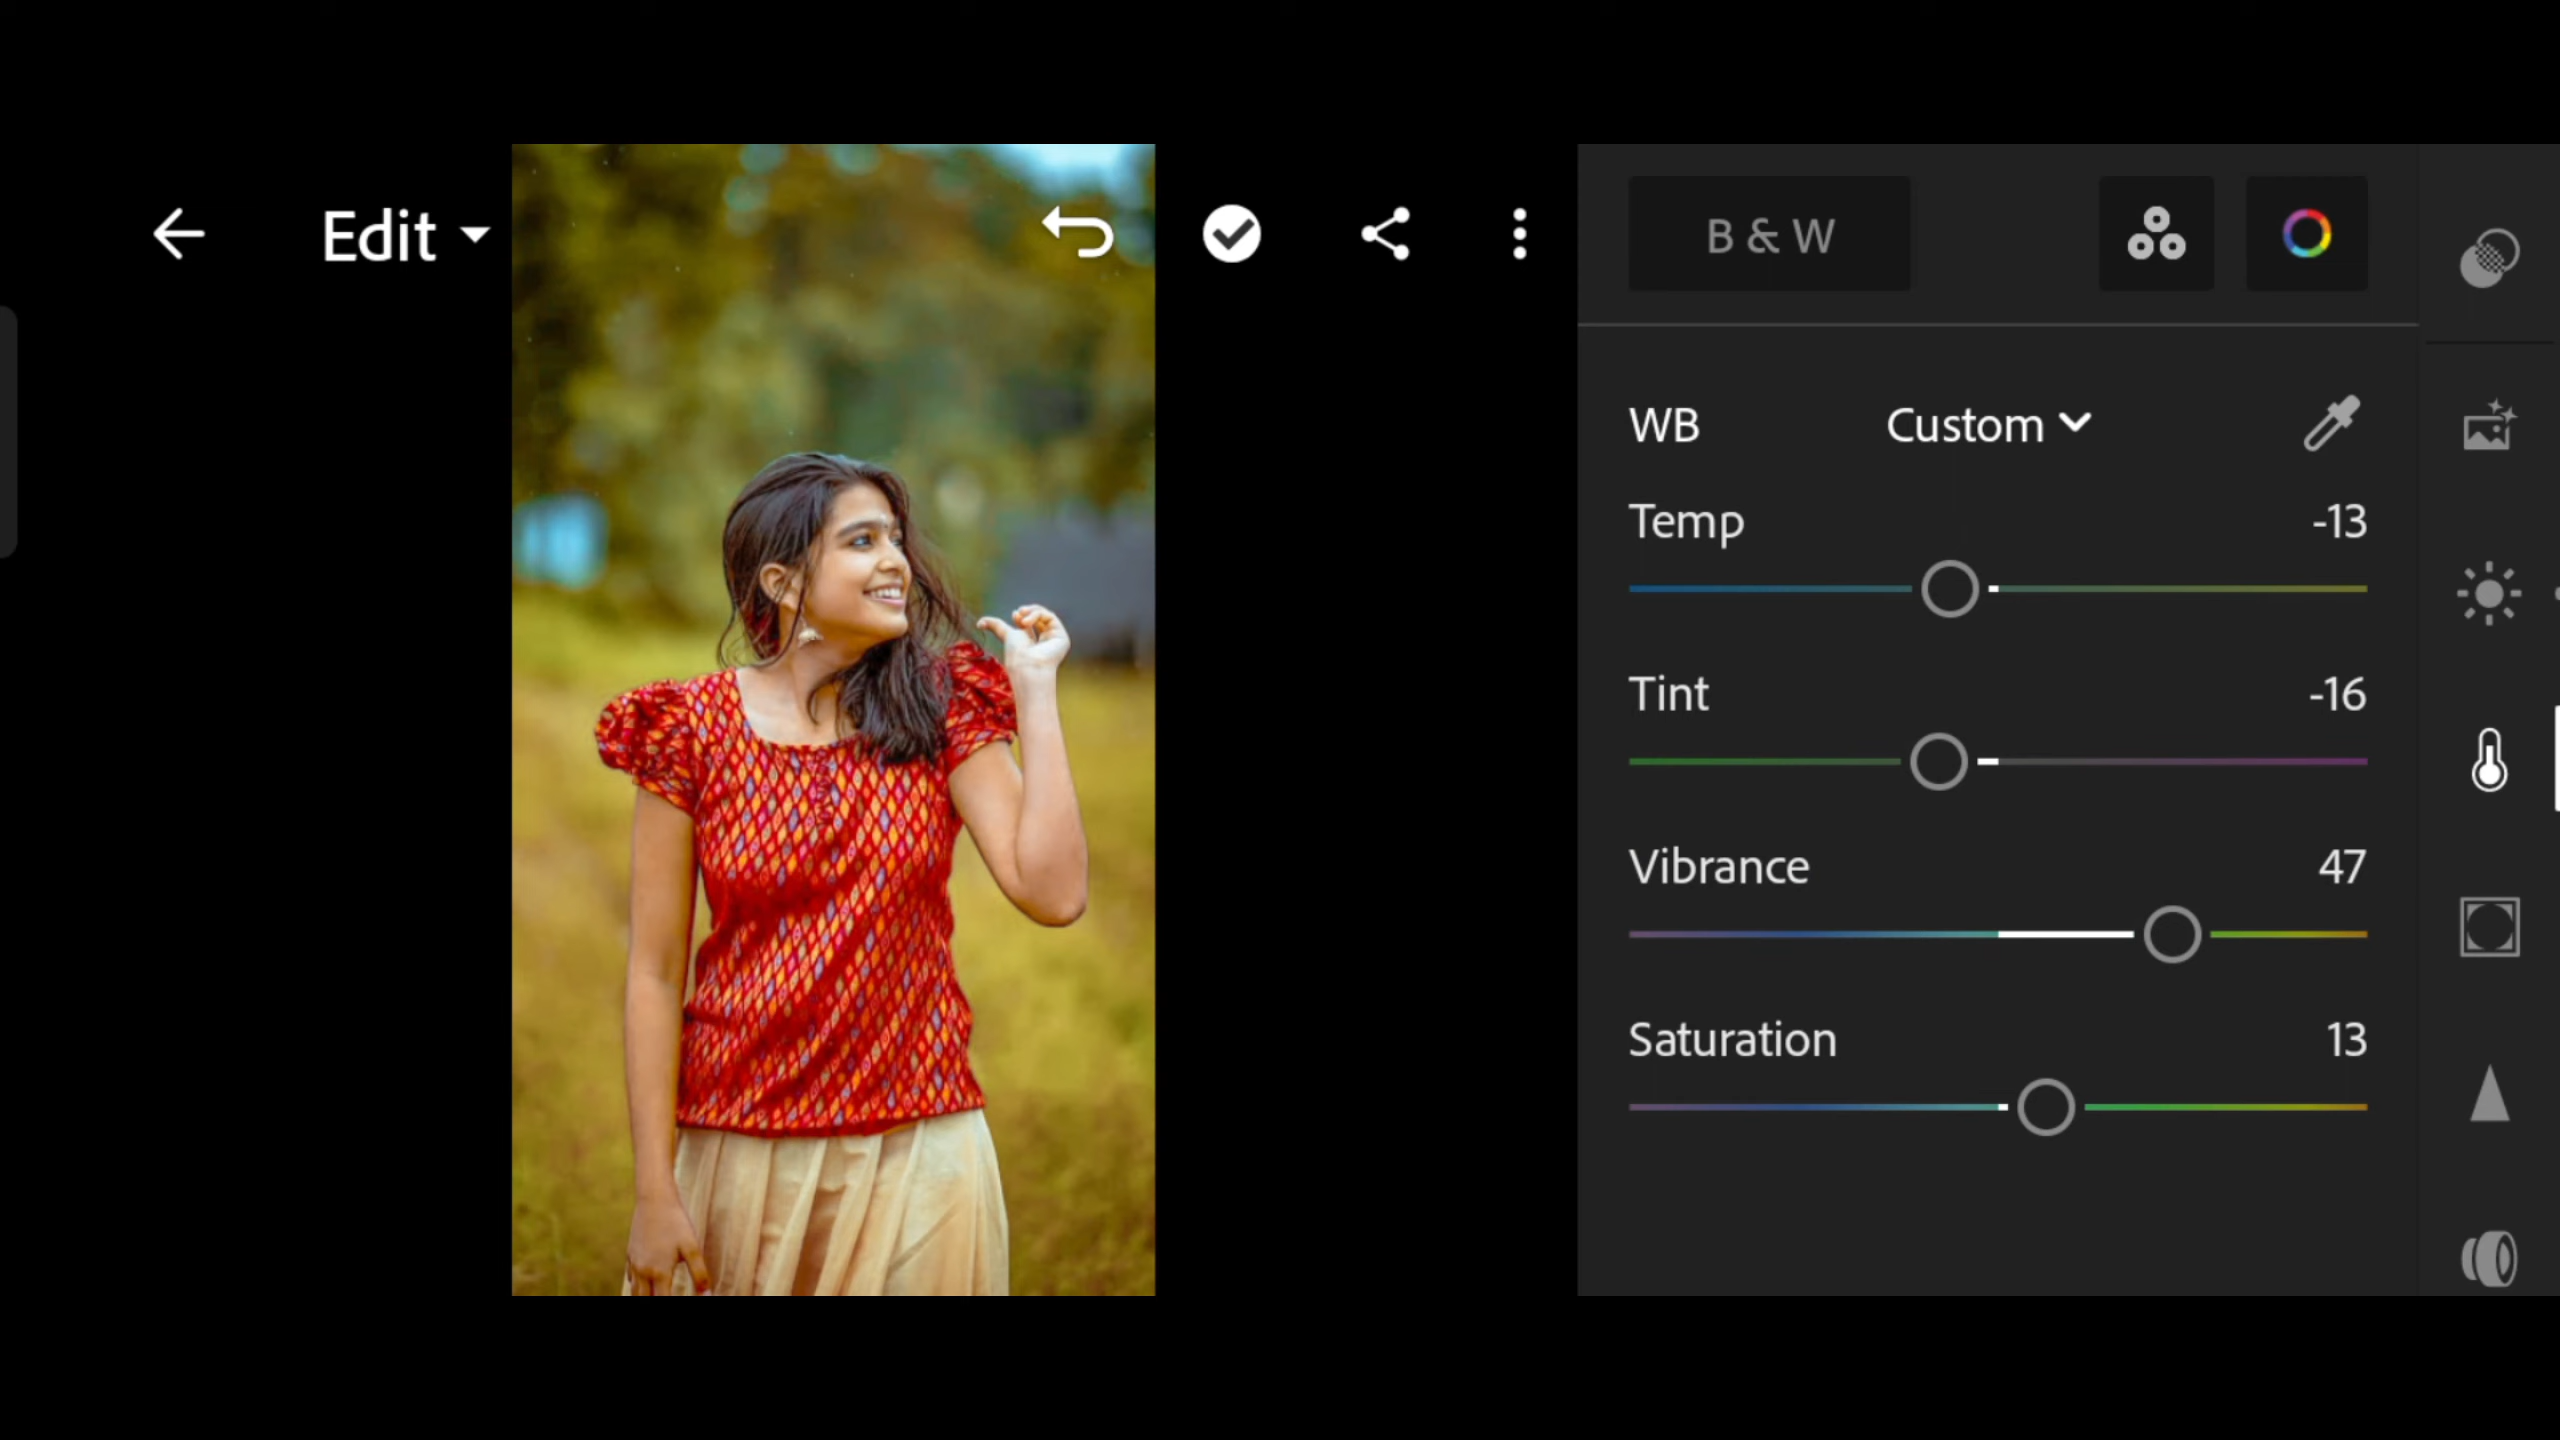 Edit
B & W
WB Custom
Temp -13
Tint -16
Vibrance 47
Saturation 13